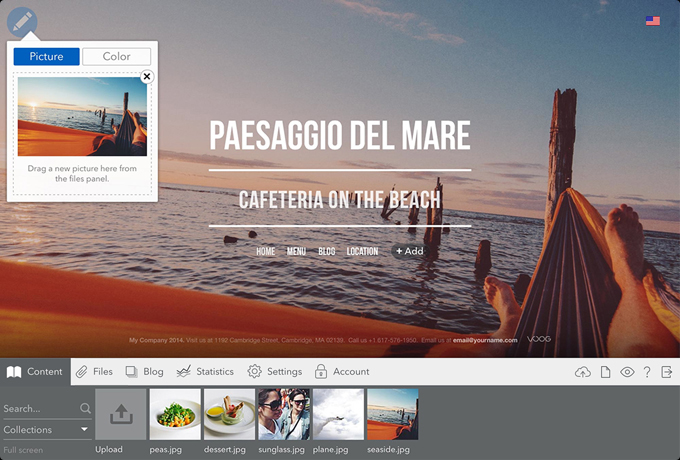 Picture
Color
Drag a new picture here from
the files panel.
PAESAGGIO DEL MARE
CAFETERIA ON THE BEACH
HOME MENU BLOG LOCATION + Add
My Company 2014. Visit us at 1180 Cambridge Street, Cambridge, MA 02138. Call us +1 817-576-1950. Email us at email@yourname.com VOOG
Content Files Blog Statistics Settings Account ?
Search...
Collections
Full screen
Upload peas.jpg dessert.jpg sunglass.jpg plane.jpg seaside.jpg